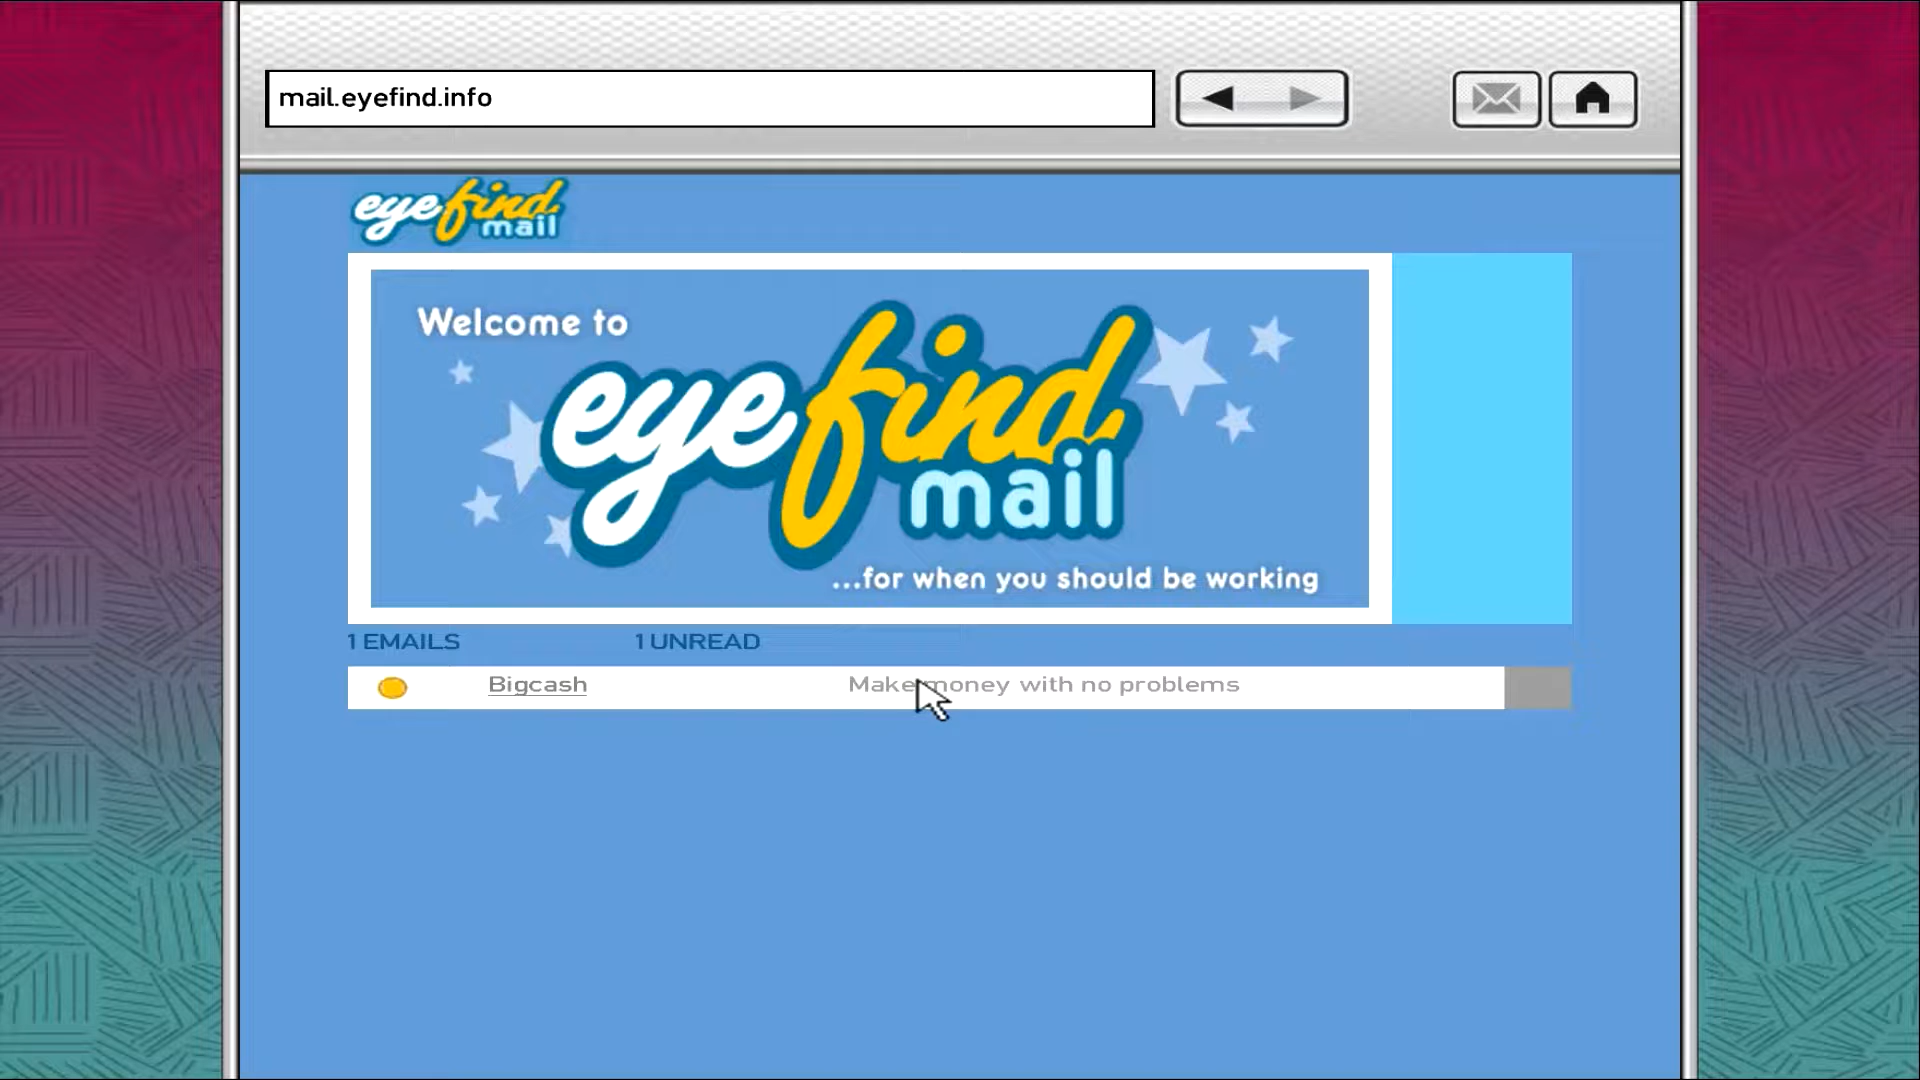 mail.eyefind.info
eyefind
mail
Welcome to
eyefind
mail
...for when you should be working
1 EMAILS 1 UNREAD
Bigcash Make money with no problems